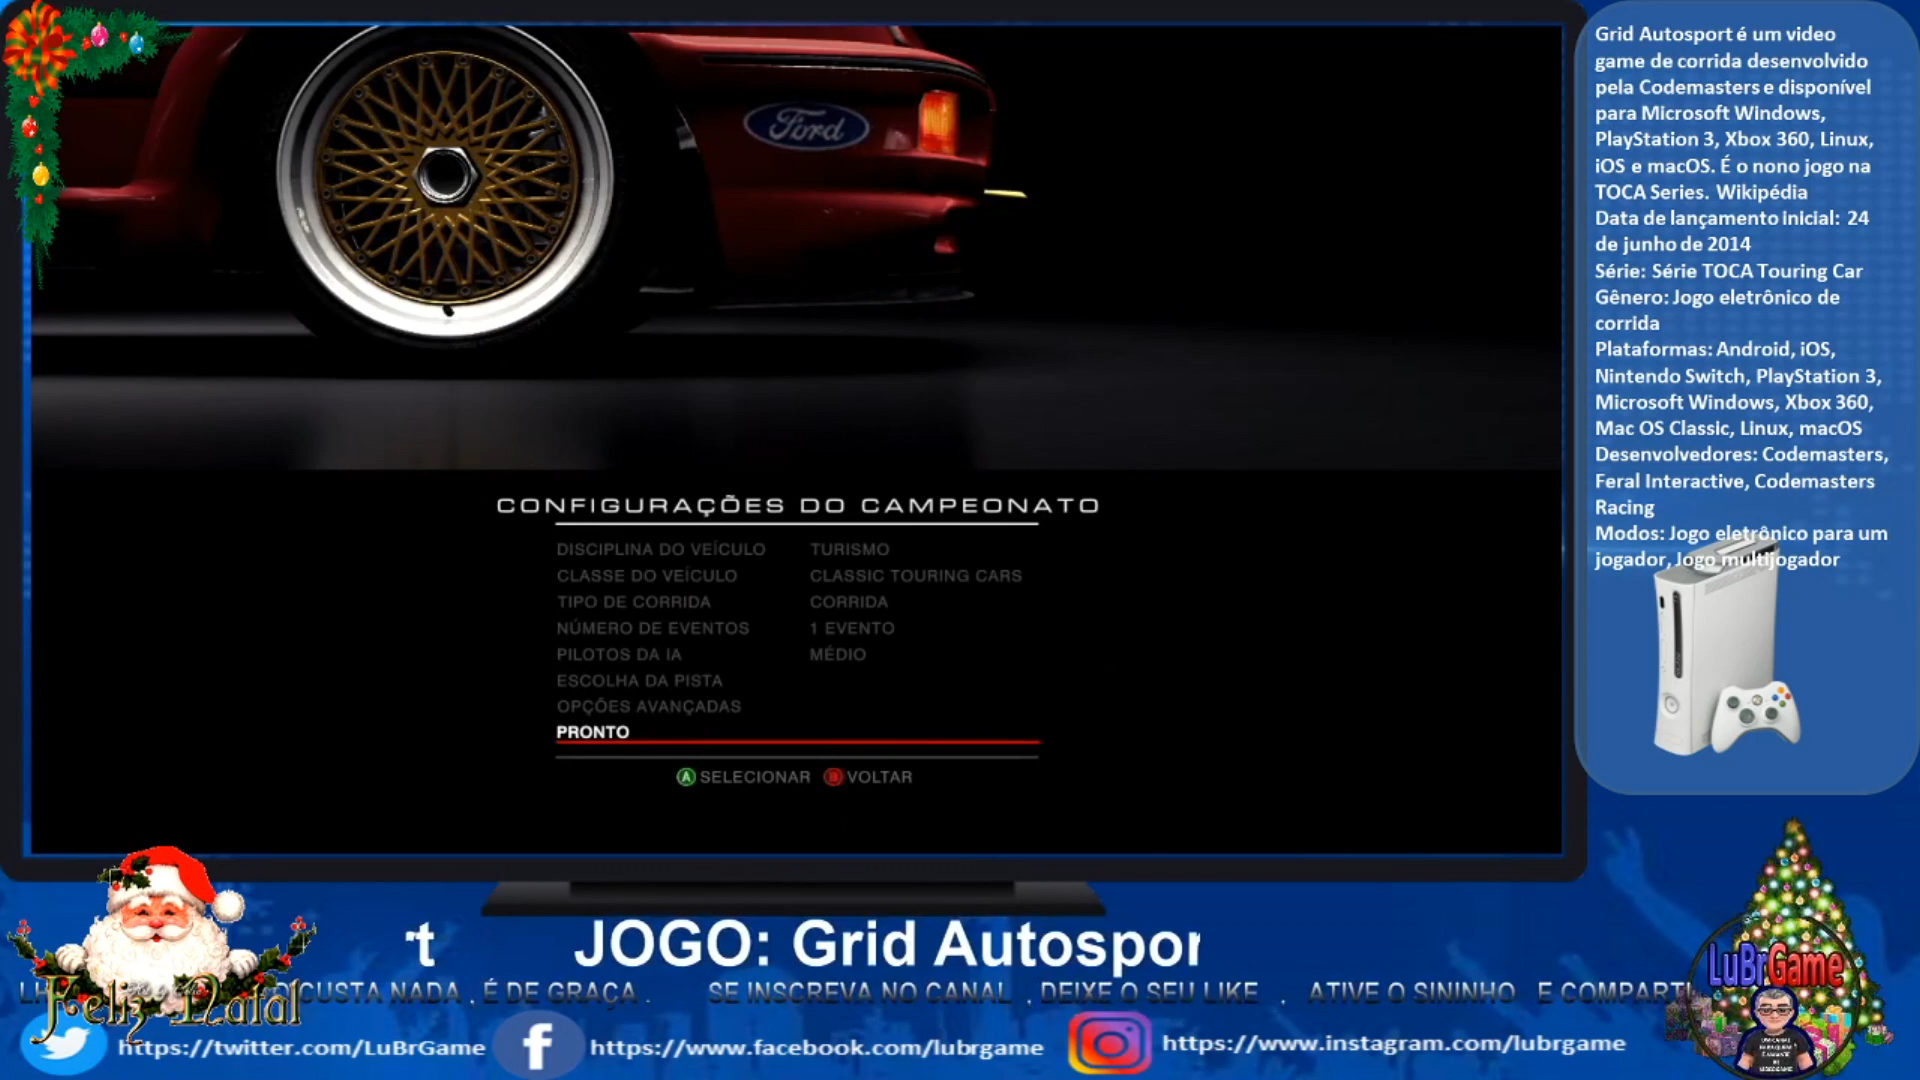 Grid Autosport é um video
game de corrida desenvolvido
pela Codemasters e disponível
para Microsoft Windows,
PlayStation 3, Xbox 360, Linux,
iOS e macOS. É o nono jogo na
TOCA Series. Wikipédia
Data de lançamento inicial: 24
de junho de 2014
Série: Série TOCA Touring Car
Gênero: Jogo eletrônico de
corrida
Plataformas: Android, iOS,
Nintendo Switch, PlayStation 3,
Microsoft Windows, Xbox 360,
Mac OS Classic, Linux, macOS
Desenvolvedores: Codemasters,
Feral Interactive, Codemasters
Racing
Modos: Jogo eletrônico para um
jogador, Jogo multijogador
Ford
CONFIGURAÇÕES DO CAMPEONATO
DISCIPLINA DO VEÍCULO TURISMO
CLASSE DO VEÍCULO CLASSIC TOURING CARS
TIPO DE CORRIDA CORRIDA
NÚMERO DE EVENTOS 1 EVENTO
PILOTOS DA IA MÉDIO
ESCOLHA DA PISTA
OPÇÕES AVANÇADAS
PRONTO
A SELECIONAR B VOLTAR
rt JOGO: Grid Autospor
CUSTA NADA , É DE GRAÇA . SE INSCREVA NO CANAL , DEIXE O SEU LIKE , ATIVE O SININHO E COMPARTI
Feliz Natal
LuBrGame
https://twitter.com/LuBrGame
https://www.facebook.com/lubrgame
https://www.instagram.com/lubrgame